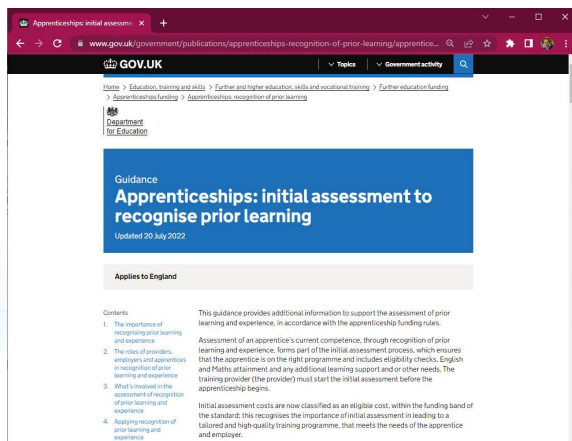 Apprenticeships: initial assessme
www.gov.uk/government/publications/apprenticeships-recognition-of-prior-learning/apprentice...
GOV.UK
Topics
Government activity
Home > Education, training and skills > Further and higher education, skills and vocational training > Further education funding
> Apprenticeships funding > Apprenticeships: recognition of prior learning
Department
for Education
Guidance
Apprenticeships: initial assessment to
recognise prior learning
Updated 20 July 2022
Applies to England
Contents
1. The importance of
recognising prior learning
and experience
2. The roles of providers,
employers and apprentices
in recognition of prior
learning and experience
3. What's involved in the
assessment of recognition
of prior learning and
experience
4. Applying recognition of
prior learning and
experience
This guidance provides additional information to support the assessment of prior
learning and experience, in accordance with the apprenticeship funding rules.
Assessment of an apprentice's current competence, through recognition of prior
learning and experience, forms part of the initial assessment process, which ensures
that the apprentice is on the right programme and includes eligibility checks, English
and Maths attainment and any additional learning support and or other needs. The
training provider (the provider) must start the initial assessment before the
apprenticeship begins.
Initial assessment costs are now classified as an eligible cost, within the funding band of
the standard; this recognises the importance of initial assessment in leading to a
tailored and high-quality training programme, that meets the needs of the apprentice
and employer.